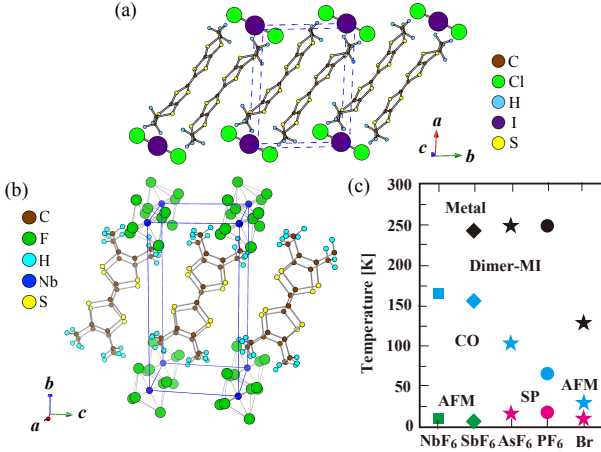 (a)
C
Cl
H
I
S
a
c
b
(b)
C
F
H
Nb
S
b
a
c
(c)
Temperature [K]
300
250
200
150
100
50
0
Metal
Dimer-MI
CO
AFM
SP
AFM
NbF6 SbF6 AsF6 PF6 Br